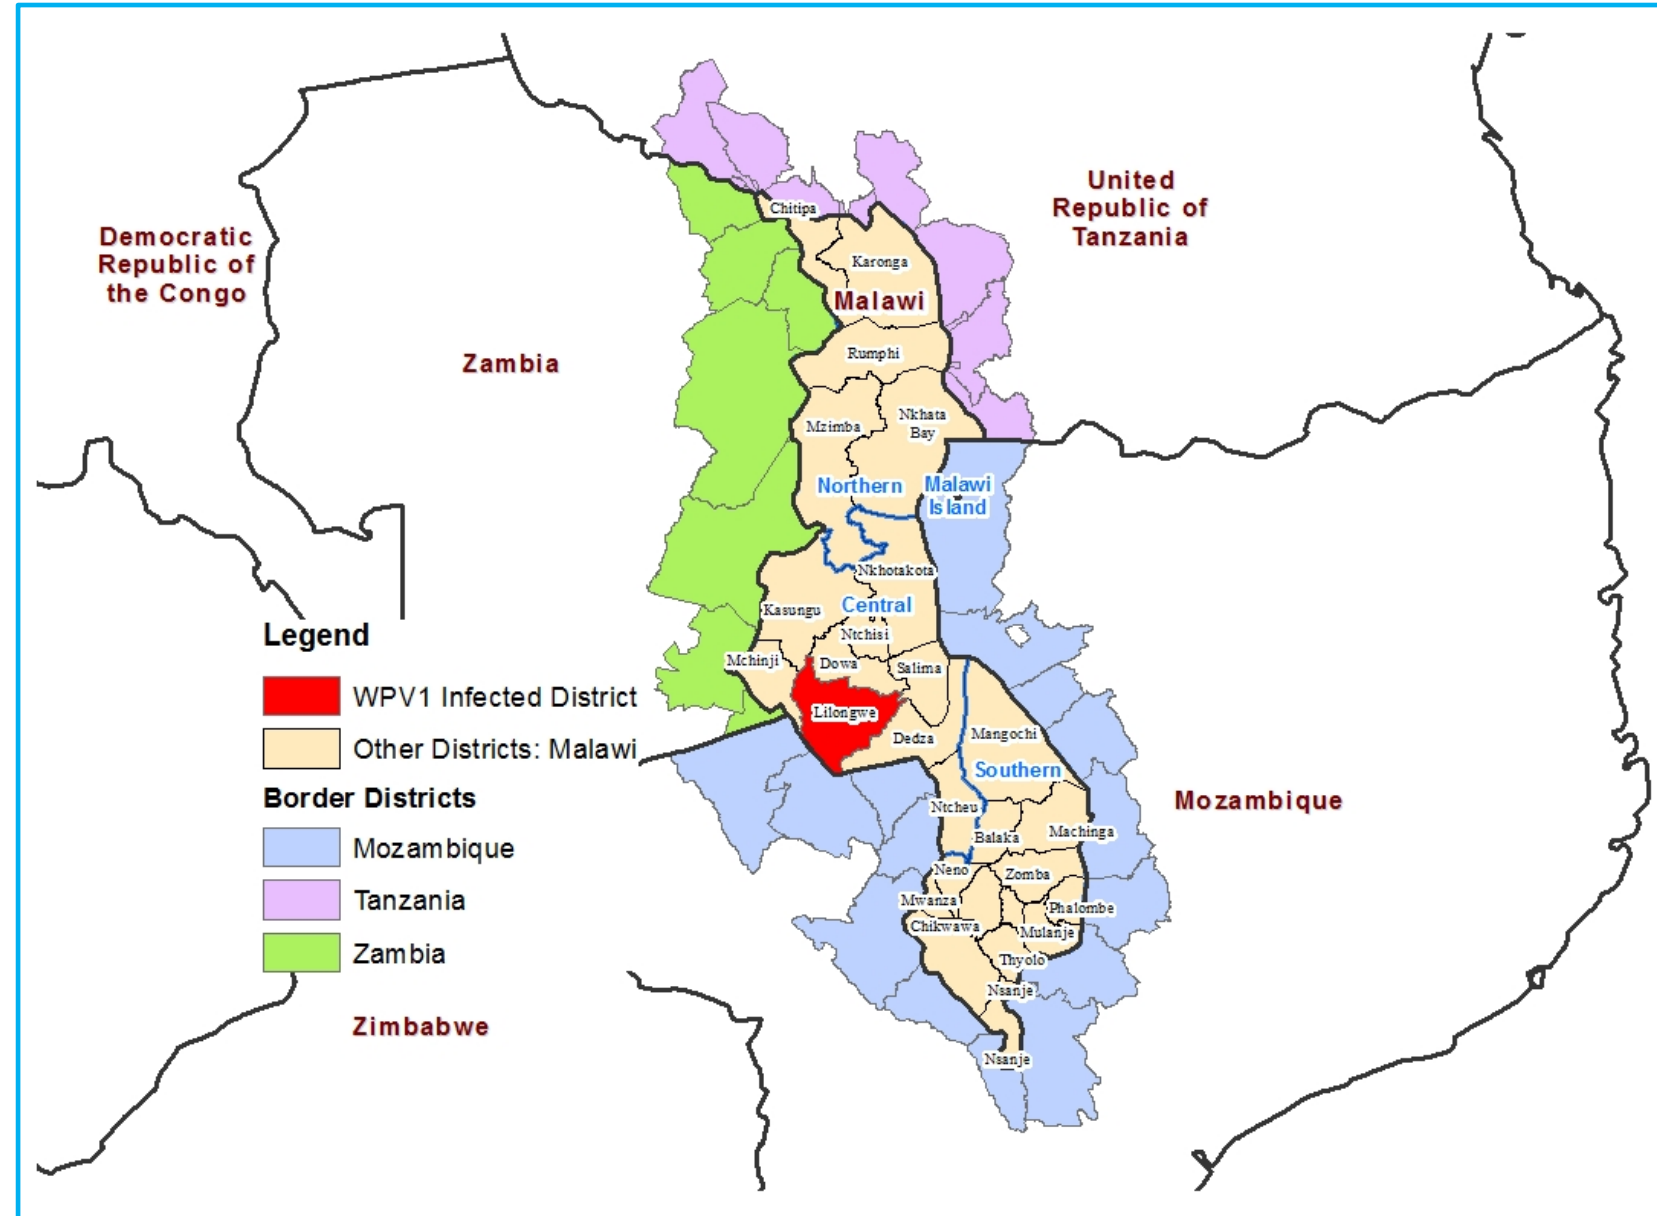 United
Republic of
Tanzania
Democratic
Republic of
the Congo
Zambia
Chitipa
Karonga
Malawi
Rumphi
Mzimba
Nkhata
Bay
Northern
Malawi
Island
Nkhotakota
Kasungu
Central
Ntchisi
Mchinji
Dowa
Salima
Lilongwe
Dedza
Mangochi
Southern
Ntcheu
Balaka
Machinga
Neno
Zomba
Mwanza
Phalombe
Chikwawa
Mulanje
Thyolo
Nsanje
Nsanje
Mozambique
Zimbabwe
Legend
WPV1 Infected District
Other Districts: Malawi
Border Districts
Mozambique
Tanzania
Zambia